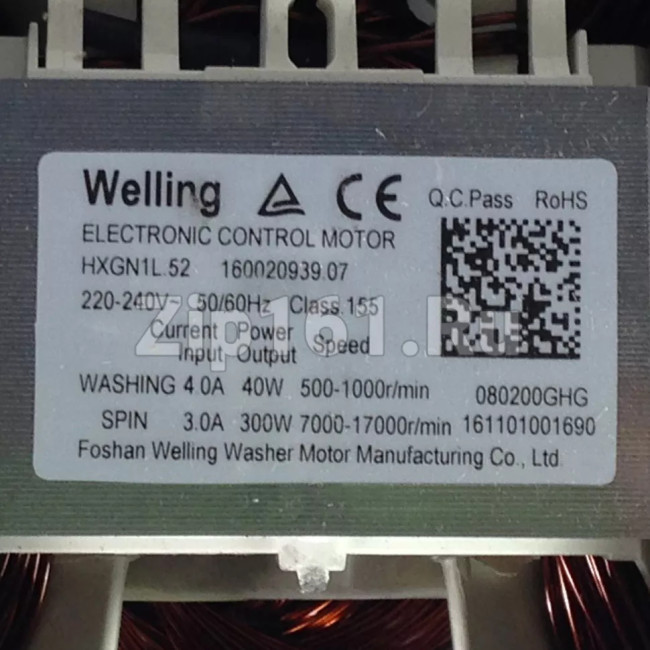 Welling CE Q.C.Pass RoHS
ELECTRONIC CONTROL MOTOR
HXGN1L.52 160020939.07
220-240V~ 50/60Hz Class.155
Current Power Speed
Input Output
Zip161.Ru
WASHING 4.0A 40W 500-1000r/min 080200GHG
SPIN 3.0A 300W 7000-17000r/min 161101001690
Foshan Welling Washer Motor Manufacturing Co., Ltd.